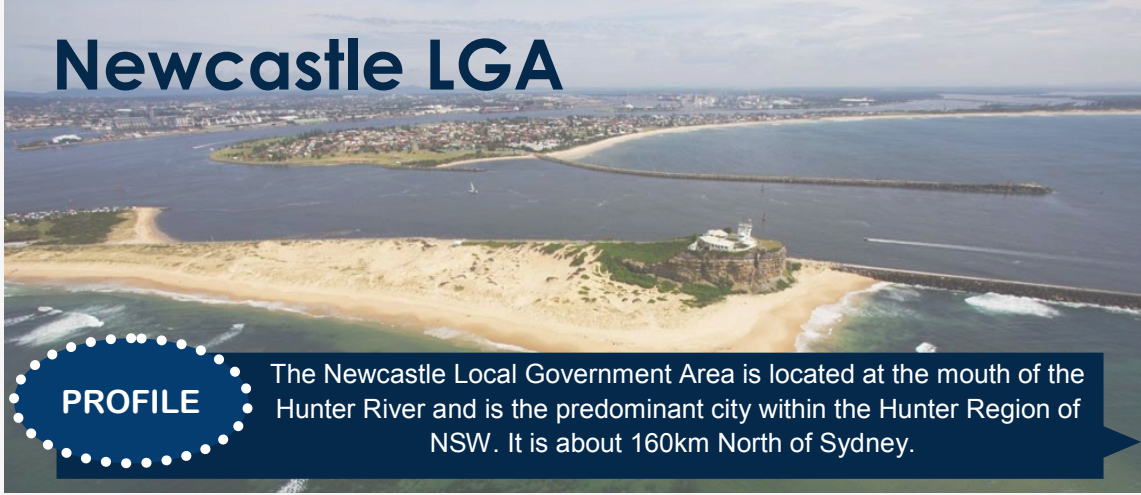 Newcastle LGA
PROFILE
The Newcastle Local Government Area is located at the mouth of the
Hunter River and is the predominant city within the Hunter Region of
NSW. It is about 160km North of Sydney.